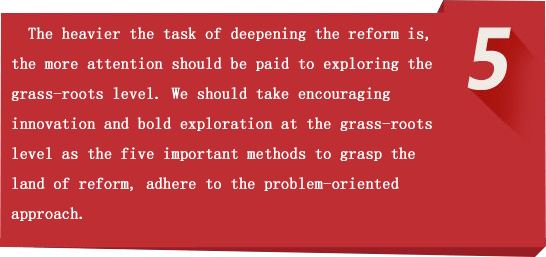 The heavier the task of deepening the reform is,
the more attention should be paid to exploring the
grass-roots level. We should take encouraging
innovation and bold exploration at the grass-roots
level as the five important methods to grasp the
land of reform, adhere to the problem-oriented
approach.
5